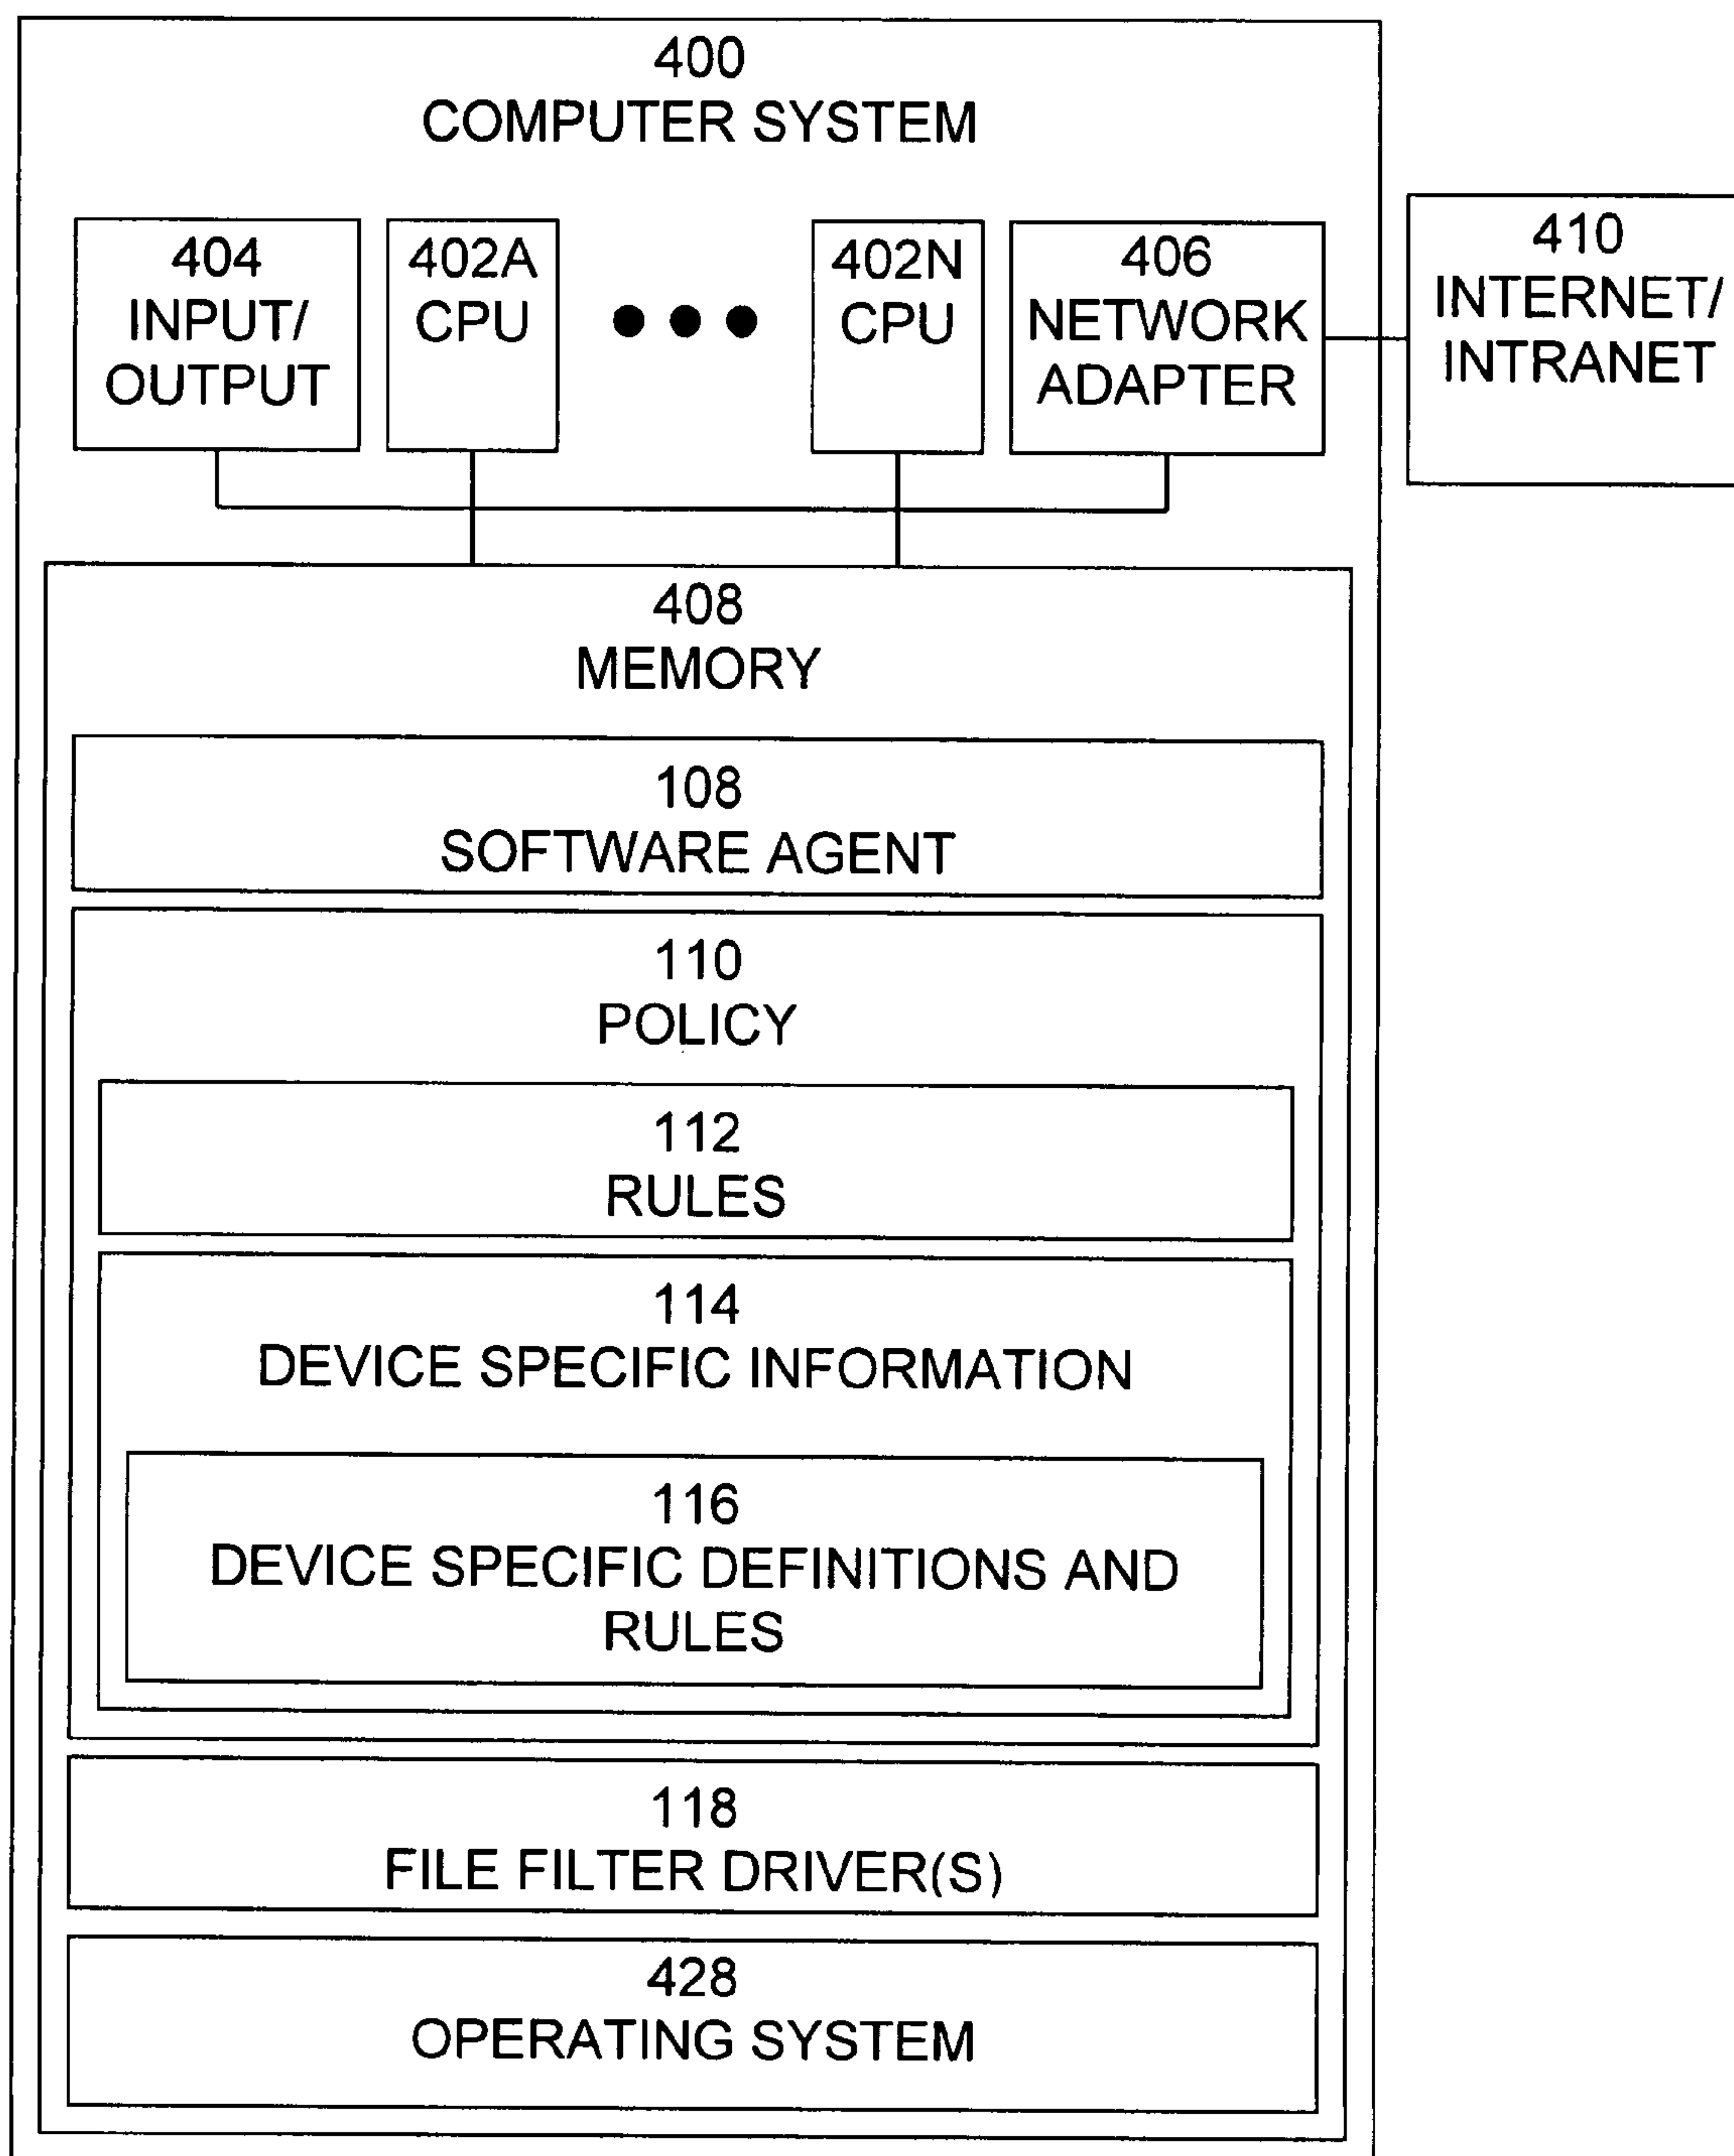 400
COMPUTER SYSTEM
404
INPUT/
OUTPUT
402A
CPU
402N
CPU
406
NETWORK
ADAPTER
410
INTERNET/
INTRANET
408
MEMORY
108
SOFTWARE AGENT
110
POLICY
112
RULES
114
DEVICE SPECIFIC INFORMATION
116
DEVICE SPECIFIC DEFINITIONS AND
RULES
118
FILE FILTER DRIVER(S)
428
OPERATING SYSTEM